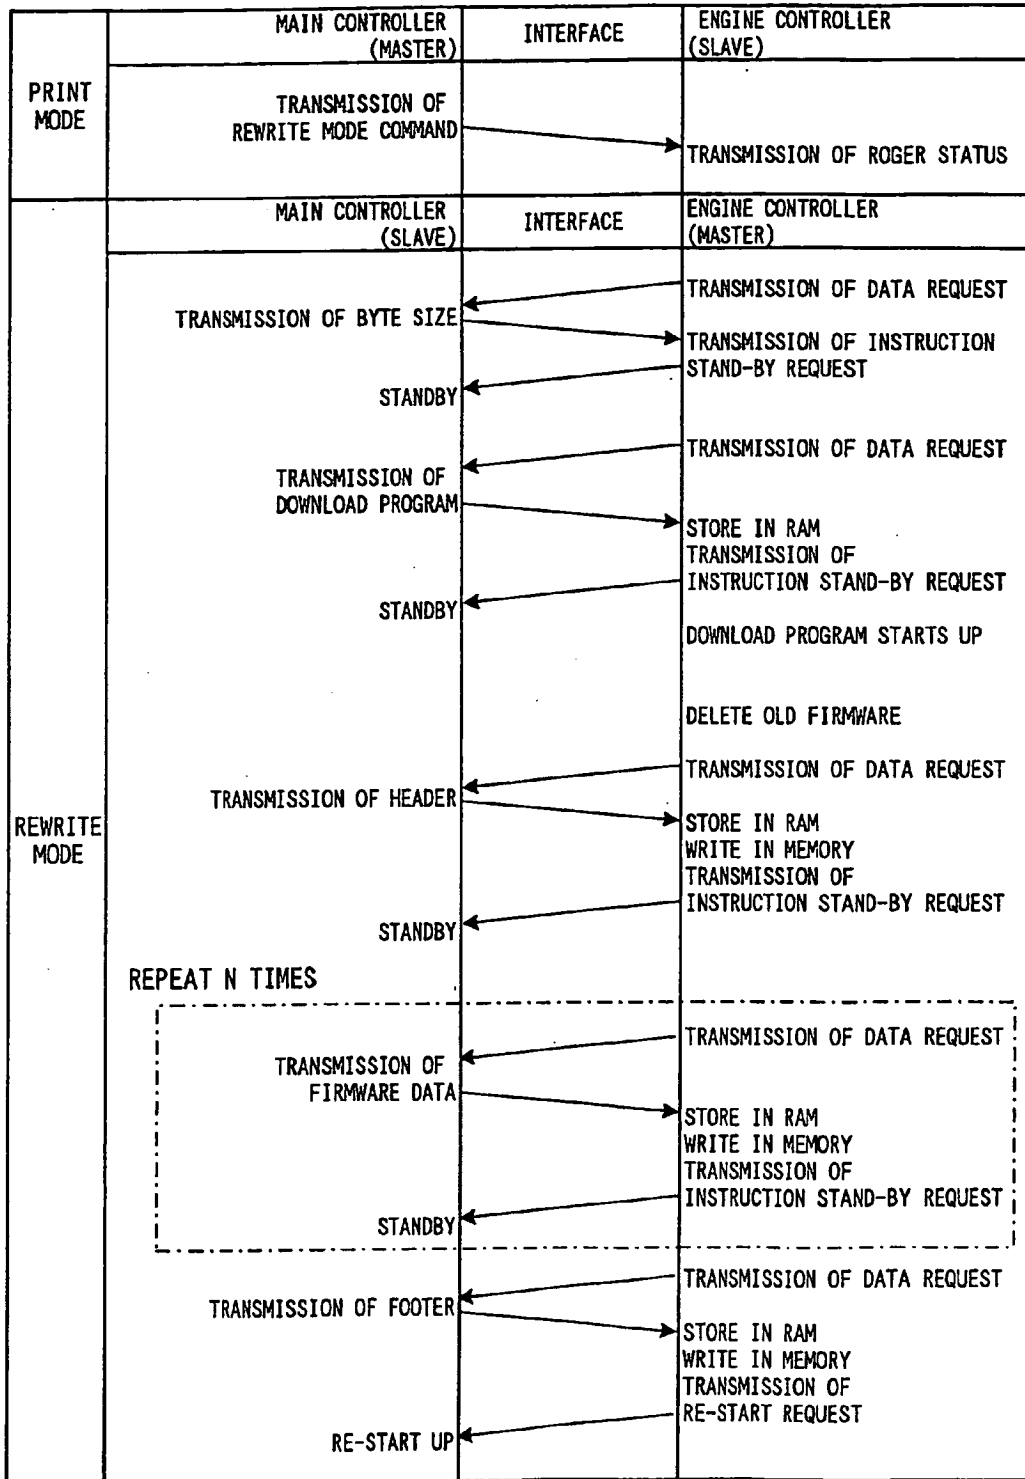 MAIN CONTROLLER
(MASTER)
INTERFACE
ENGINE CONTROLLER
(SLAVE)
PRINT
MODE
TRANSMISSION OF
REWRITE MODE COMMAND
TRANSMISSION OF ROGER STATUS
MAIN CONTROLLER
(SLAVE)
INTERFACE
ENGINE CONTROLLER
(MASTER)
REWRITE
MODE
TRANSMISSION OF DATA REQUEST
TRANSMISSION OF BYTE SIZE
TRANSMISSION OF INSTRUCTION
STAND-BY REQUEST
STANDBY
TRANSMISSION OF DATA REQUEST
TRANSMISSION OF
DOWNLOAD PROGRAM
STORE IN RAM
TRANSMISSION OF
INSTRUCTION STAND-BY REQUEST
STANDBY
DOWNLOAD PROGRAM STARTS UP
DELETE OLD FIRMWARE
TRANSMISSION OF DATA REQUEST
TRANSMISSION OF HEADER
STORE IN RAM
WRITE IN MEMORY
TRANSMISSION OF
INSTRUCTION STAND-BY REQUEST
STANDBY
REPEAT N TIMES
TRANSMISSION OF DATA REQUEST
TRANSMISSION OF
FIRMWARE DATA
STORE IN RAM
WRITE IN MEMORY
TRANSMISSION OF
INSTRUCTION STAND-BY REQUEST
STANDBY
TRANSMISSION OF DATA REQUEST
TRANSMISSION OF FOOTER
STORE IN RAM
WRITE IN MEMORY
TRANSMISSION OF
RE-START REQUEST
RE-START UP